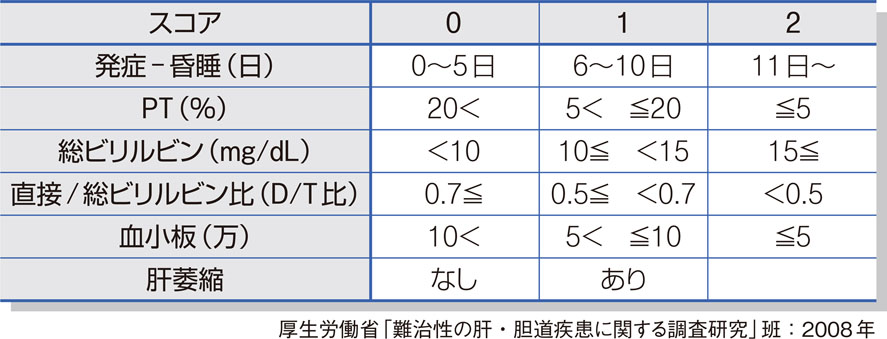 スコア 0 1 2
発症−昏睡（日） 0〜5日 6〜10日 11日〜
PT（%） 20< 5< ≦20 ≦5
総ビリルビン（mg/dL） <10 10≦ <15 15≦
直接/総ビリルビン比（D/T比） 0.7≦ 0.5≦ <0.7 <0.5
血小板（万） 10< 5< ≦10 ≦5
肝萎縮 なし あり
厚生労働省「難治性の肝・胆道疾患に関する調査研究」班：2008年